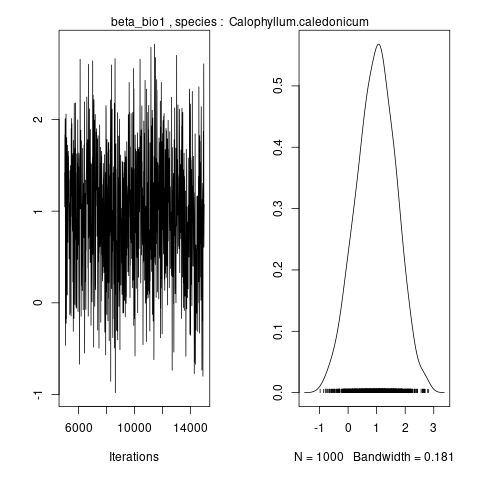 beta_bio1 , species : Calophyllum.caledonicum
2
1
0
-1
6000 10000 14000
Iterations
0.5
0.4
0.3
0.2
0.1
0.0
-1 0 1 2 3
N = 1000 Bandwidth = 0.181